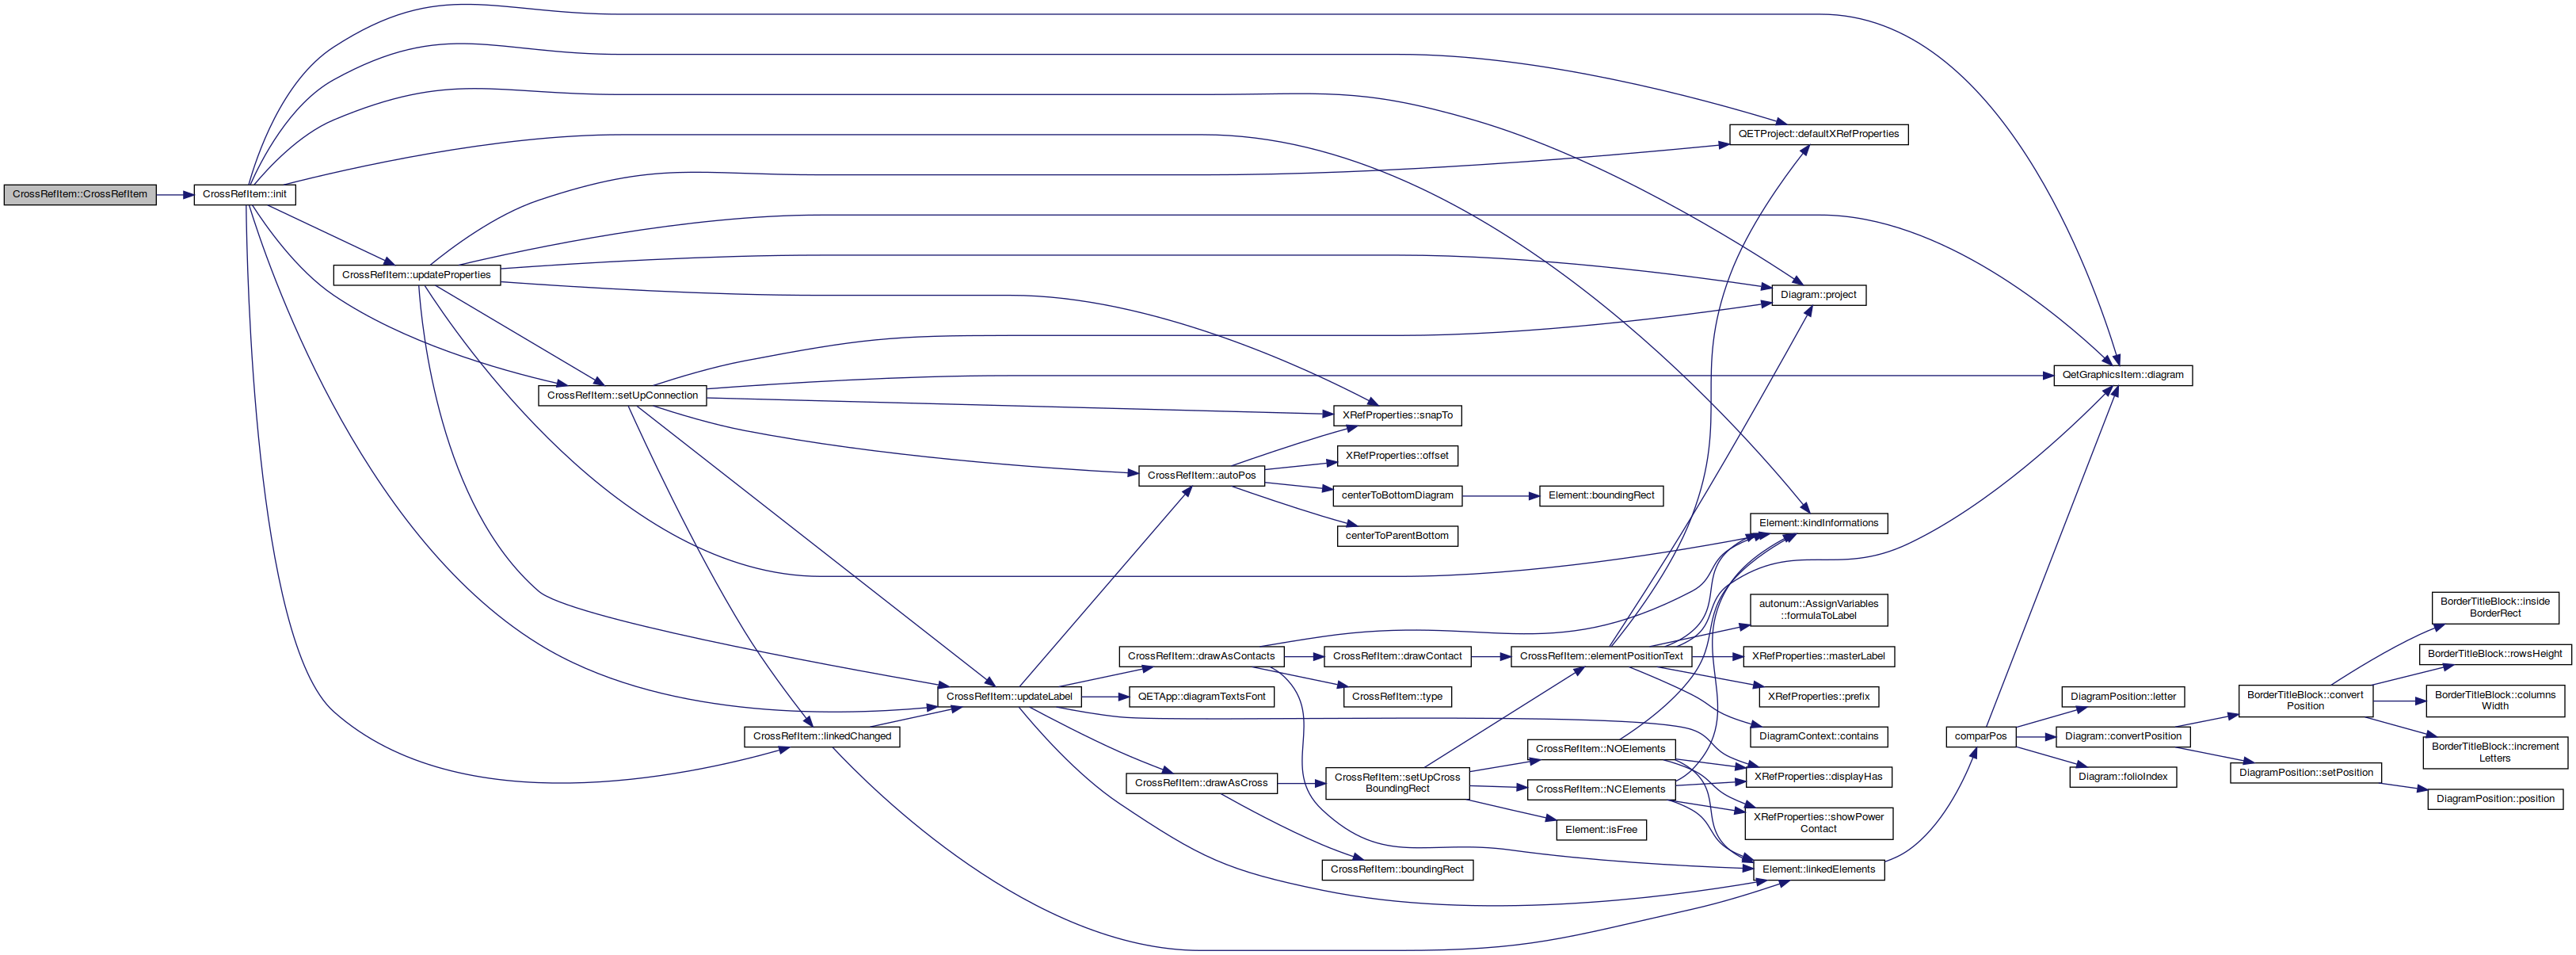 CrossRefItem::CrossRefItem
CrossRefItem::init
CrossRefItem::updateProperties
CrossRefItem::setUpConnection
CrossRefItem::linkedChanged
CrossRefItem::updateLabel
CrossRefItem::autoPos
CrossRefItem::drawAsContacts
QETApp::diagramTextsFont
CrossRefItem::drawAsCross
XRefProperties::snapTo
XRefProperties::offset
centerToBottomDiagram
centerToParentBottom
CrossRefItem::drawContact
CrossRefItem::type
CrossRefItem::setUpCross
BoundingRect
CrossRefItem::boundingRect
Element::boundingRect
CrossRefItem::elementPositionText
CrossRefItem::NOElements
CrossRefItem::NCElements
Element::isFree
QETProject::defaultXRefProperties
Diagram::project
Element::kindInformations
autonum::AssignVariables
::formulaToLabel
XRefProperties::masterLabel
XRefProperties::prefix
DiagramContext::contains
XRefProperties::displayHas
XRefProperties::showPower
Contact
Element::linkedElements
comparPos
QetGraphicsItem::diagram
DiagramPosition::letter
Diagram::convertPosition
Diagram::folioIndex
BorderTitleBlock::convert
Position
DiagramPosition::setPosition
BorderTitleBlock::inside
BorderRect
BorderTitleBlock::rowsHeight
BorderTitleBlock::columns
Width
BorderTitleBlock::increment
Letters
DiagramPosition::position